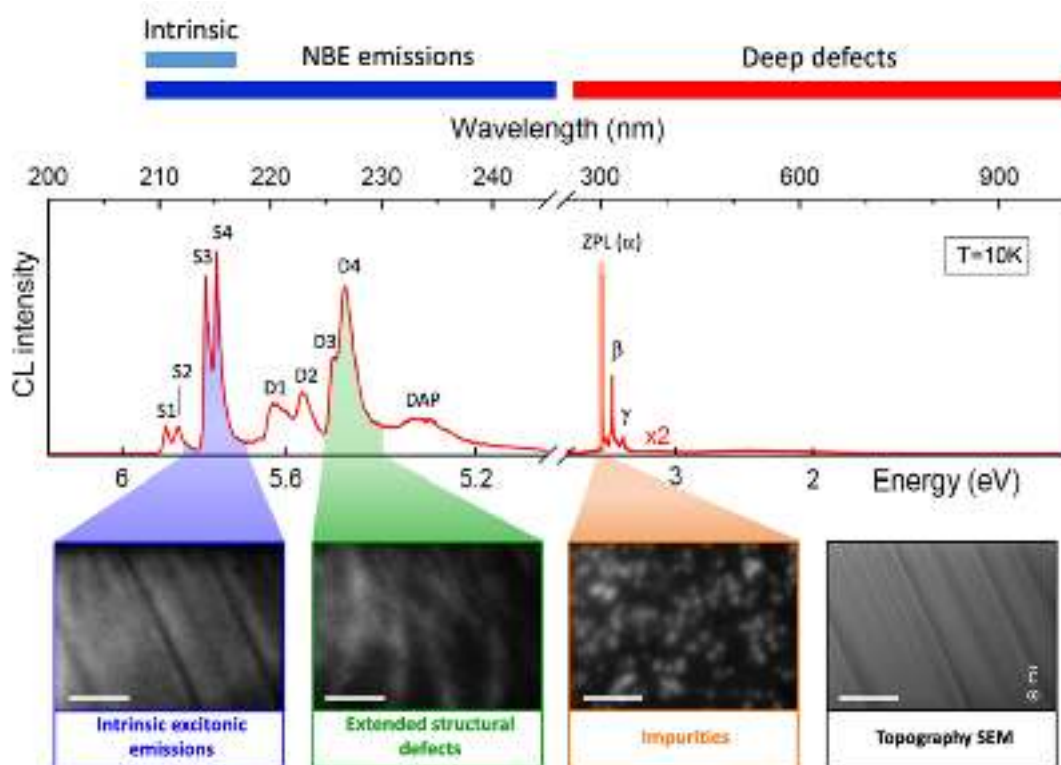 Intrinsic
NBE emissions
Deep defects
Wavelength (nm)
200 210 220 230 240 300 600 900
CL intensity
S1
S2
S3
S4
D1
D2
D3
D4
DAP
ZPL (α)
β
γ
x2
T=10K
6 5.6 5.2 3 2
Energy (eV)
Intrinsic excitonic
emissions
Extended structural
defects
Impurities
Topography SEM